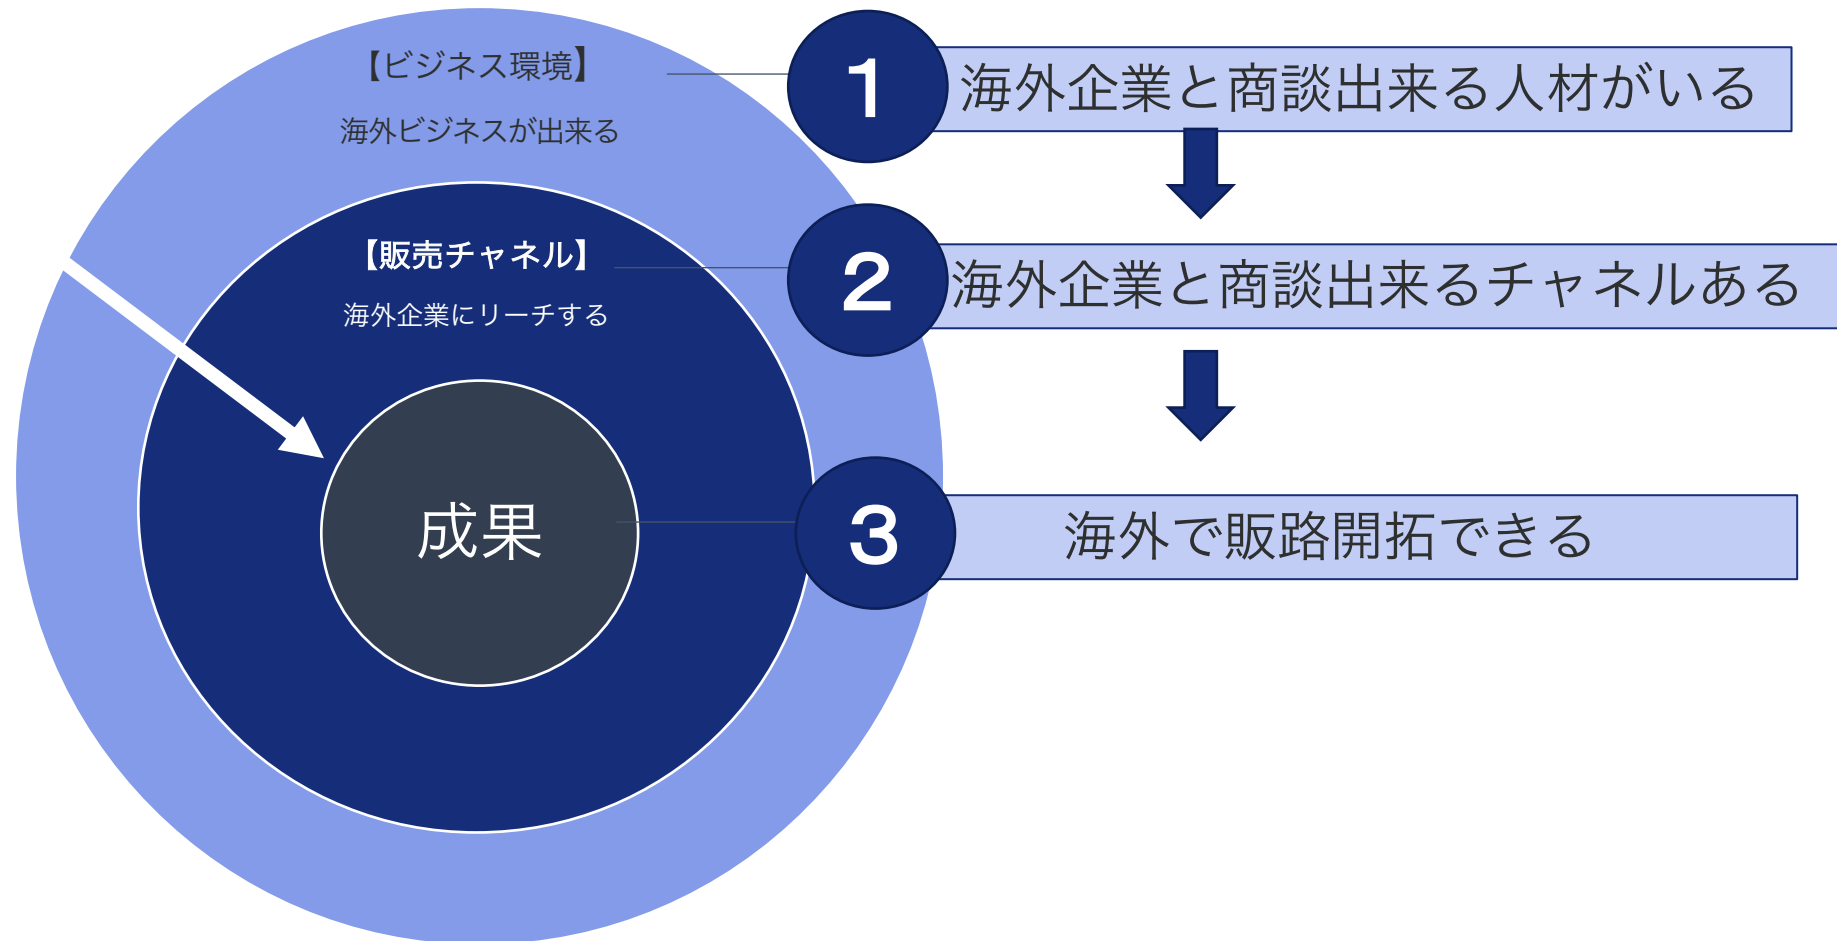 【ビジネス環境】
海外ビジネスが出来る
【販売チャネル】
海外企業にリーチする
成果
1
海外企業と商談出来る人材がいる
2
海外企業と商談出来るチャネルある
3
海外で販路開拓できる